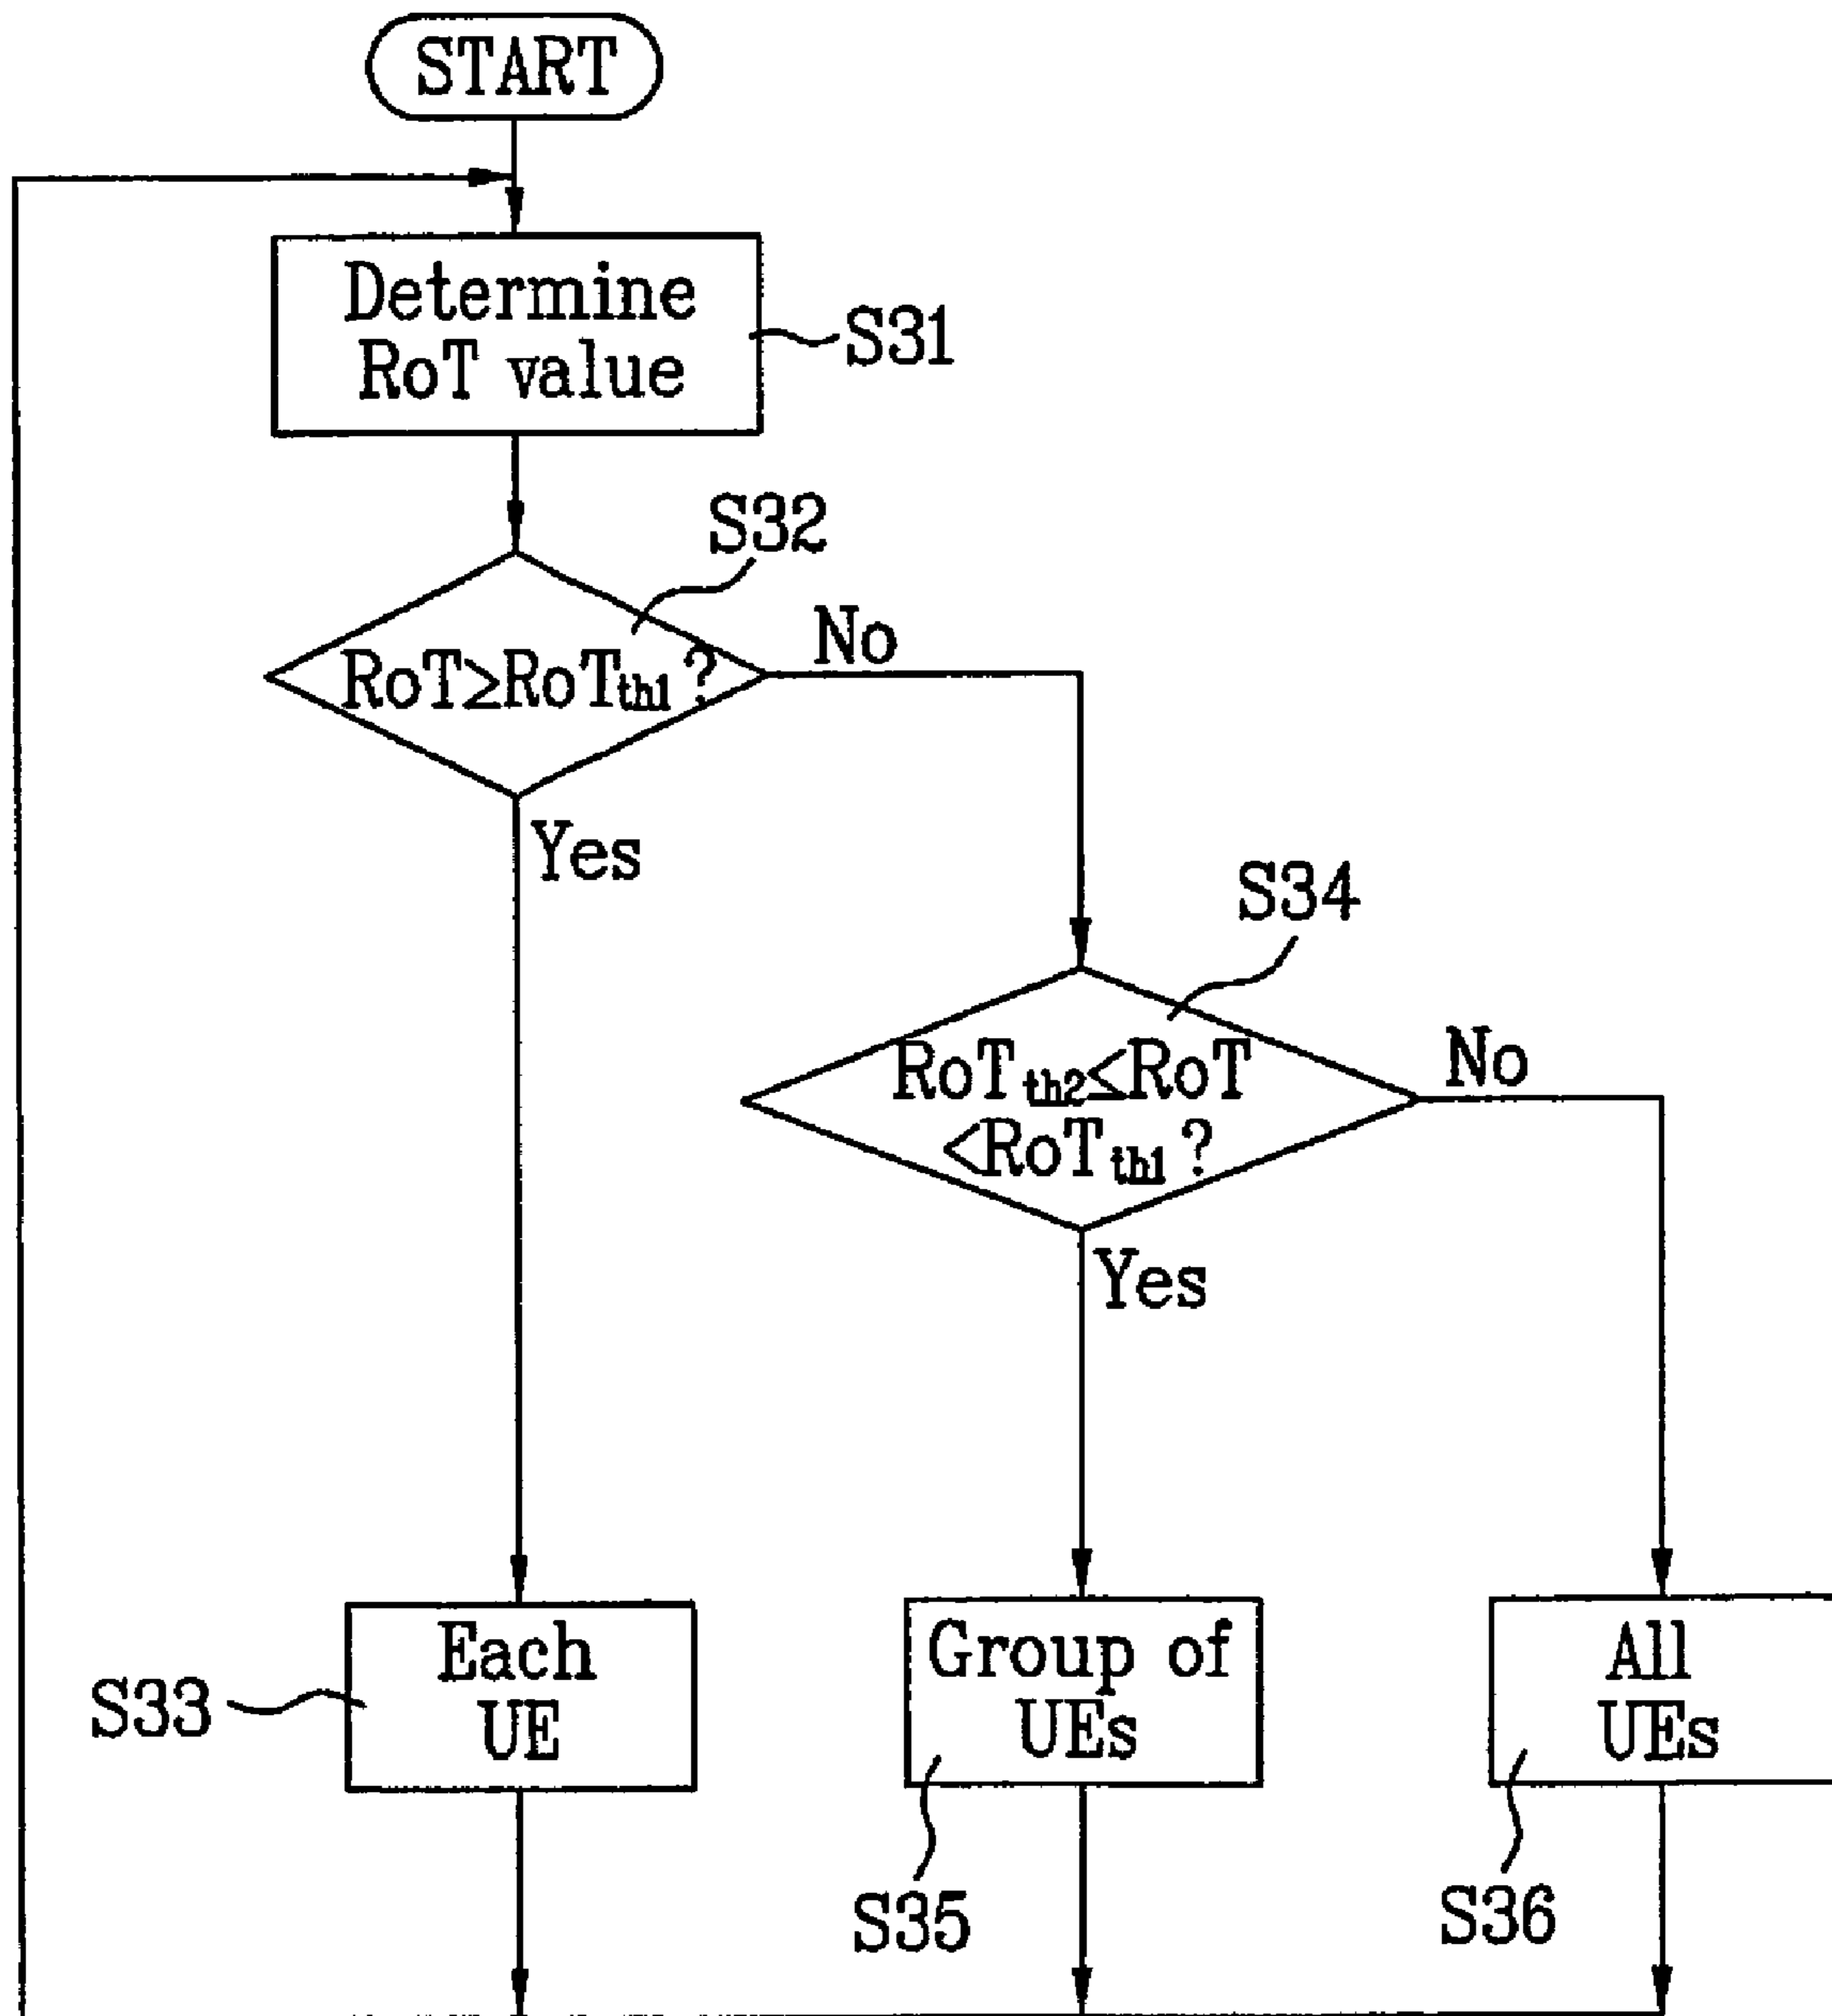 START
Determine
RoT value
S31
S32
RoT≥RoTth1 ?
No
Yes
S34
RoTth2≤RoT
<RoTth1 ?
No
Yes
Each
UE
S33
Group of
UEs
S35
All
UEs
S36